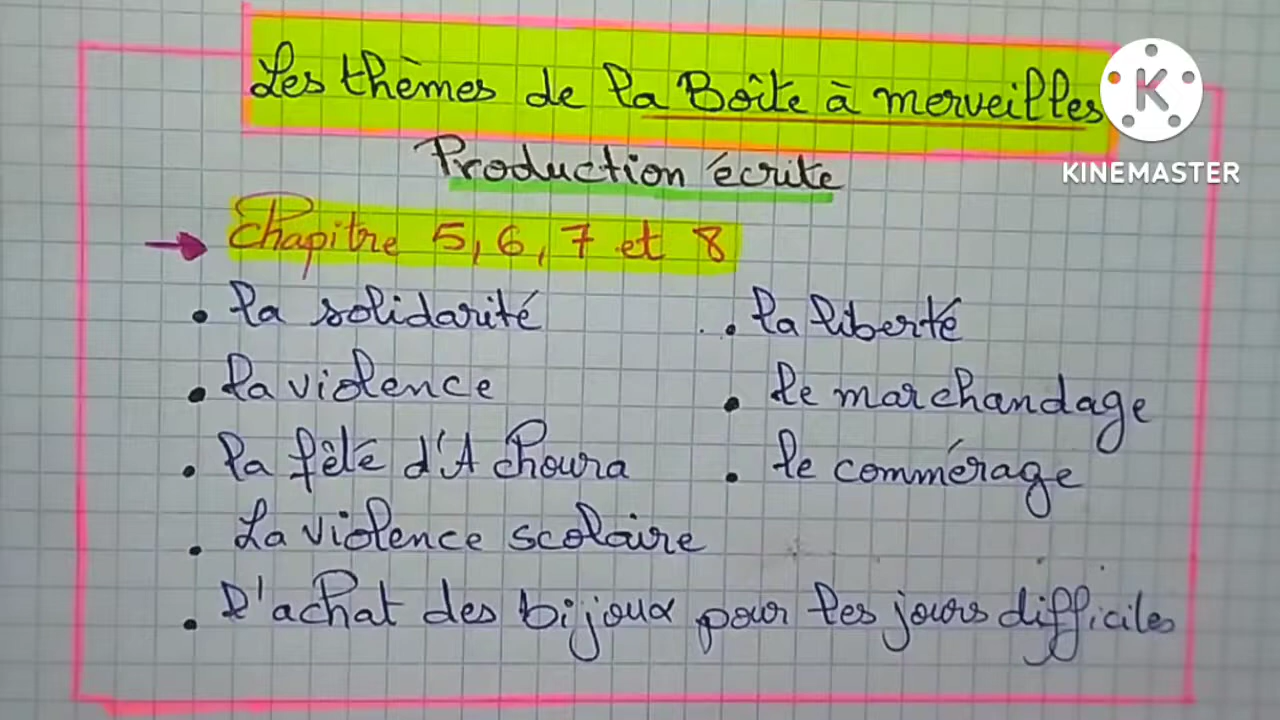 Les thèmes de la Boîte à merveilles
K
KINEMASTER
Production écrite
Chapitre 5, 6, 7 et 8
• la solidarité
• la liberté
• la violence
• le marchandage
• la fête d'Achoura
• le commérage
• La violence scolaire
• L'achat des bijoux pour les jours difficiles